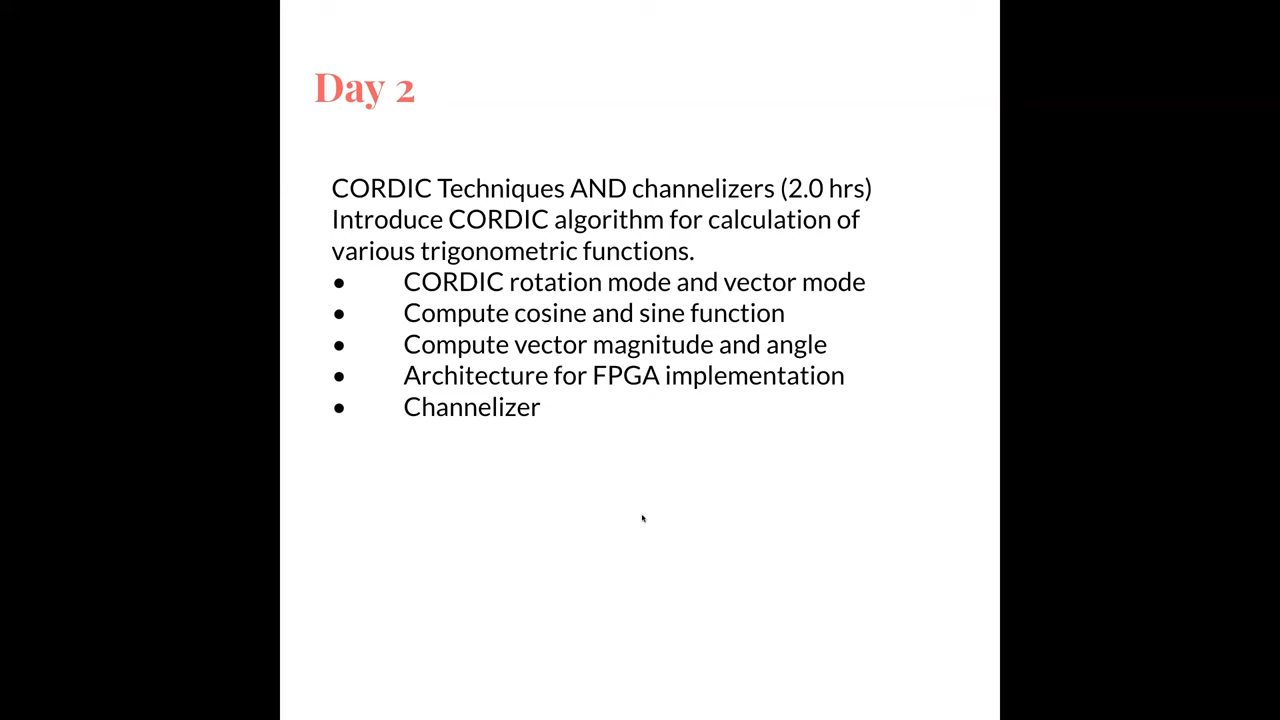 Day 2
CORDIC Techniques AND channelizers (2.0 hrs)
Introduce CORDIC algorithm for calculation of
various trigonometric functions.
• CORDIC rotation mode and vector mode
• Compute cosine and sine function
• Compute vector magnitude and angle
• Architecture for FPGA implementation
• Channelizer